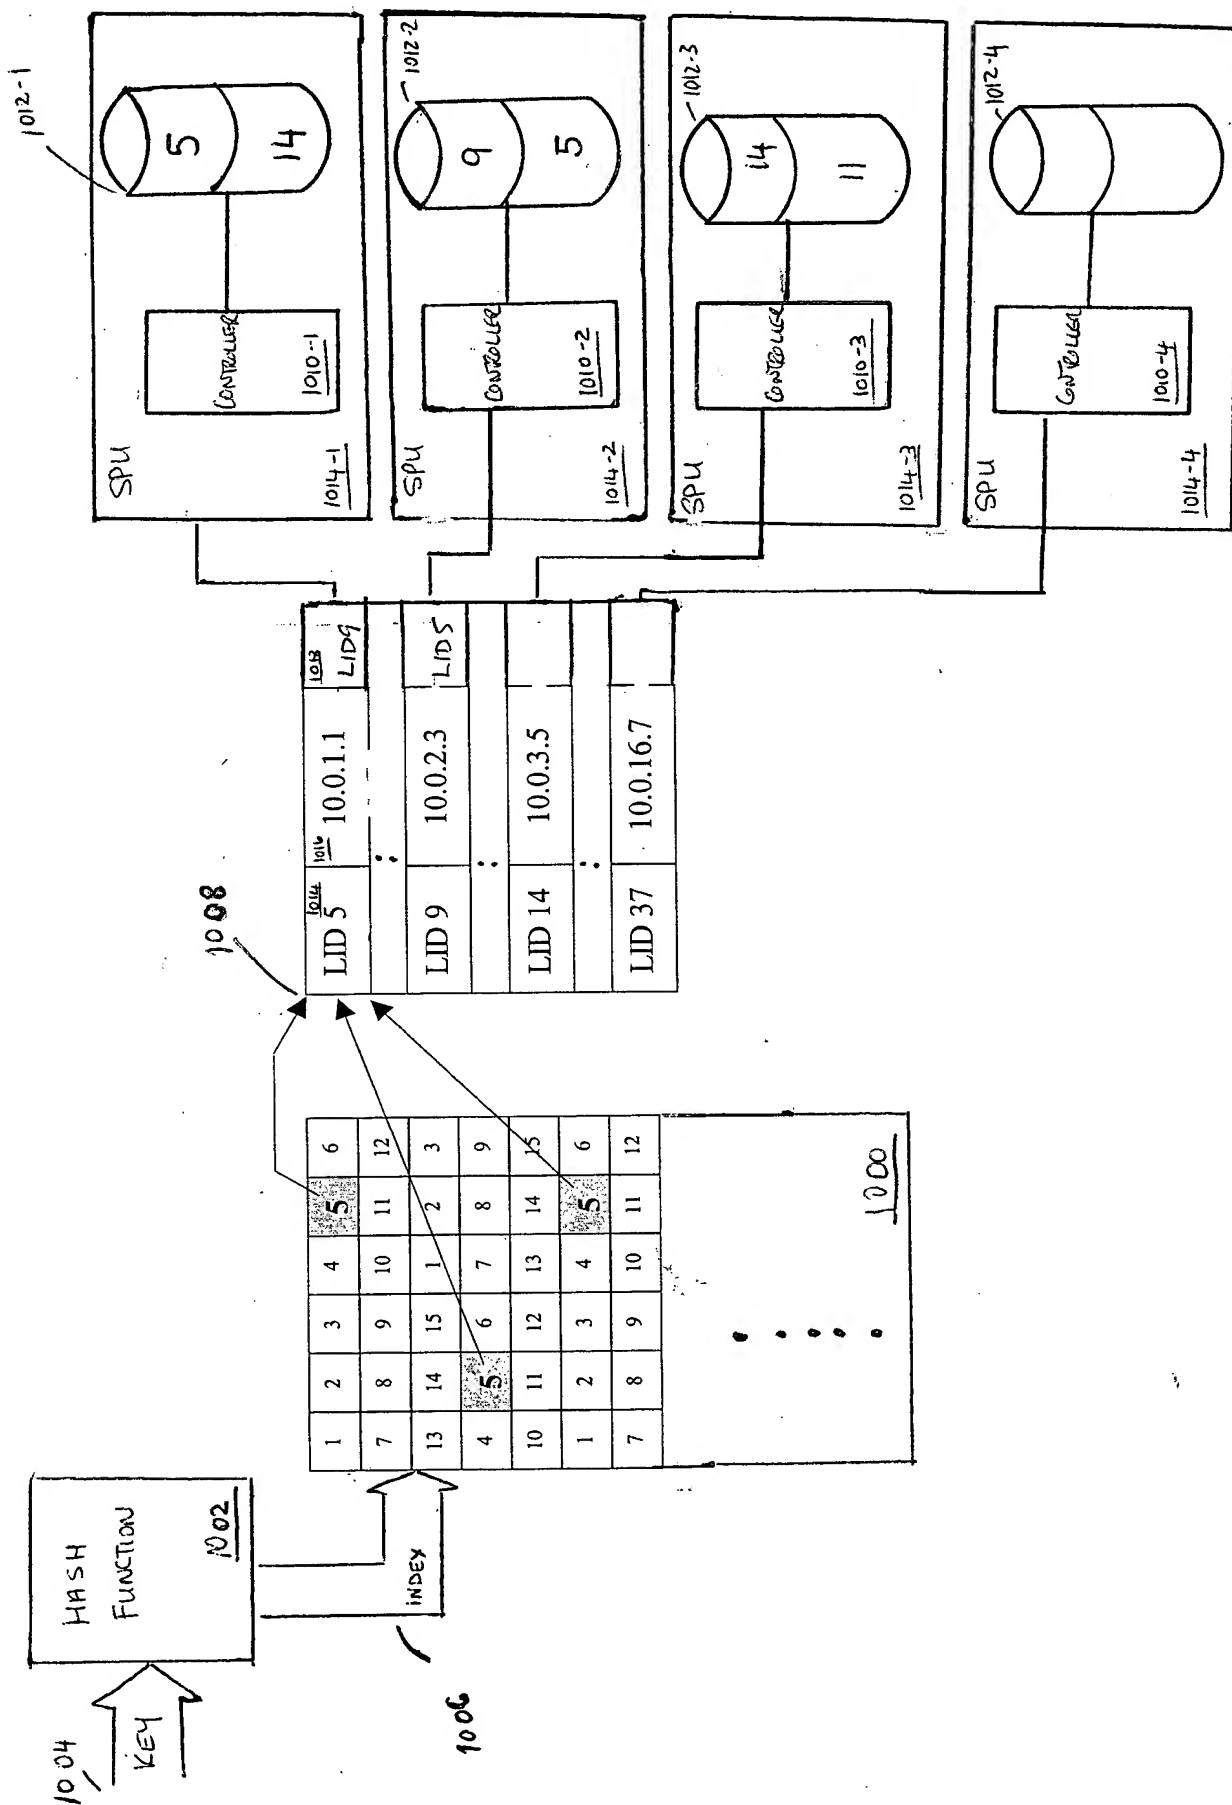 1004
KEY
HASH
FUNCTION
1002
1006
INDEX
1 2 3 4 5 6
7 8 9 10 11 12
13 14 15 1 2 3
4 5 6 7 8 9
10 11 12 13 14 15
1 2 3 4 5 6
7 8 9 10 11 12
1000
1008
1014 1016 1018
LID 5 10.0.1.1 LID9
LID 9 10.0.2.3 LID5
LID 14 10.0.3.5
LID 37 10.0.16.7
SPU
1014-1
CONTROLLER
1010-1
1012-1
5
14
SPU
1014-2
CONTROLLER
1010-2
1012-2
9
5
SPU
1014-3
CONTROLLER
1010-3
1012-3
14
11
SPU
1014-4
CONTROLLER
1010-4
1012-4